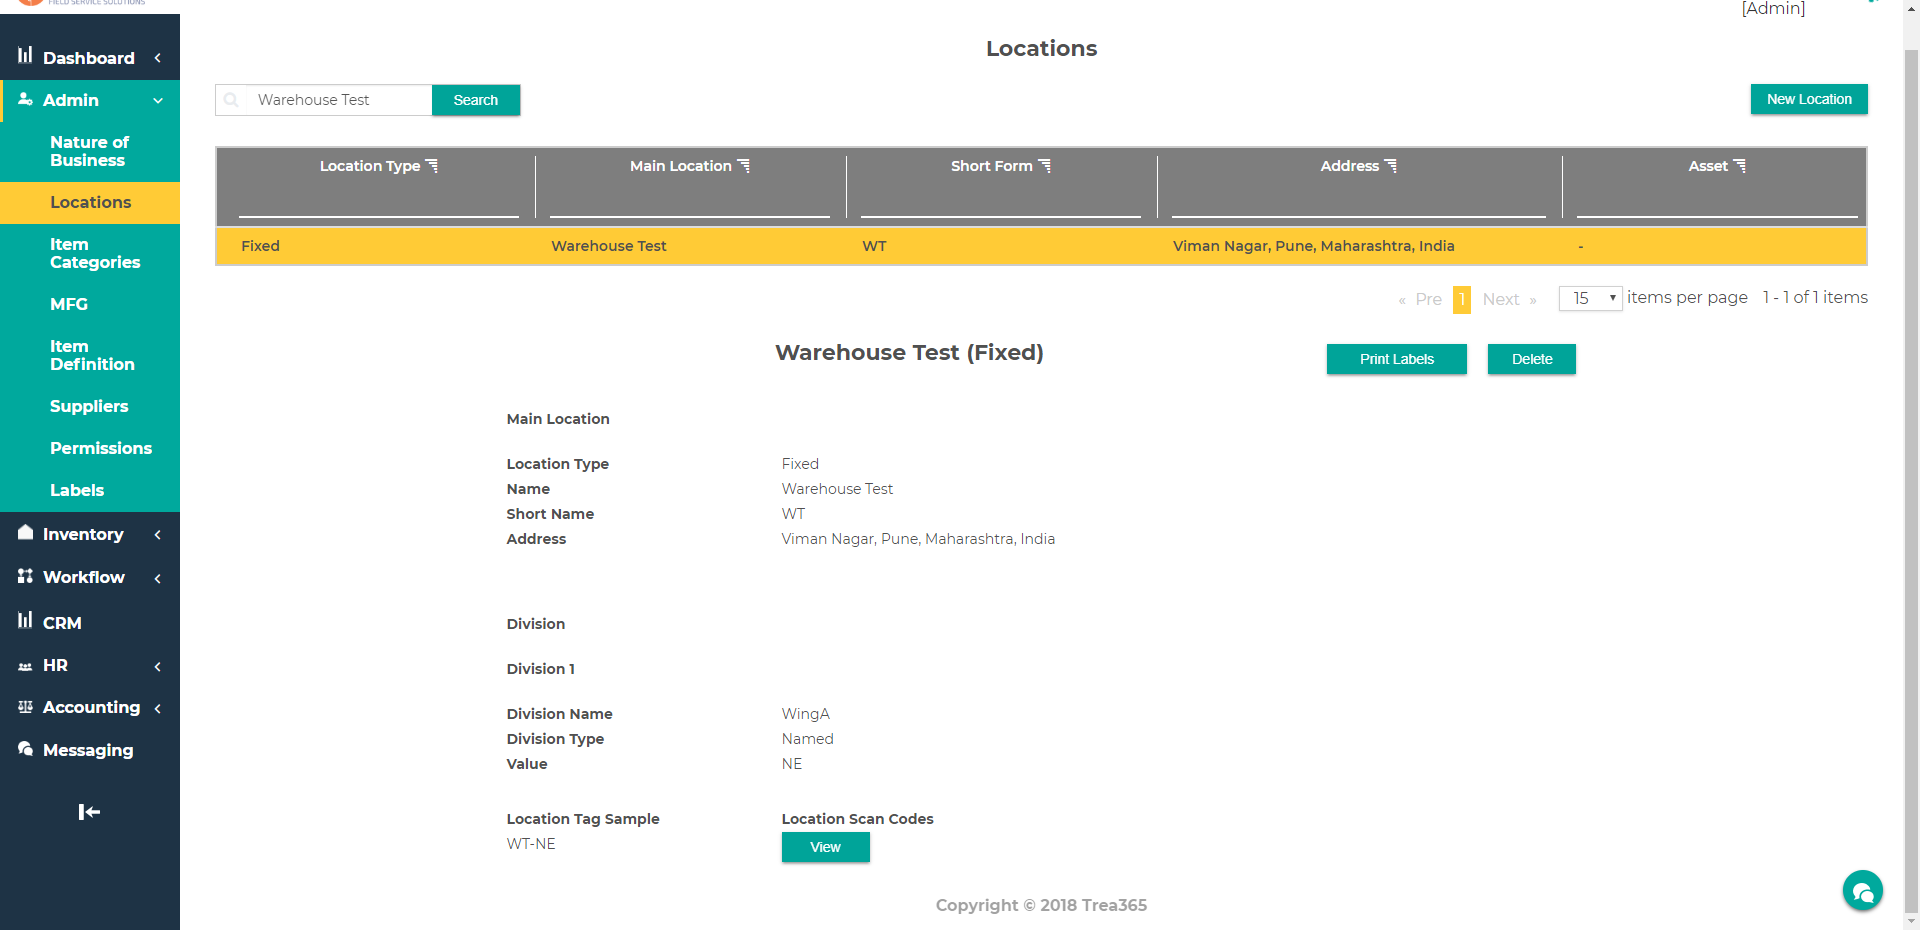 FIELD SERVICE SOLUTIONS
[Admin]
Dashboard
Admin
Nature of
Business
Locations
Item
Categories
MFG
Item
Definition
Suppliers
Permissions
Labels
Inventory
Workflow
CRM
HR
Accounting
Messaging
Locations
Warehouse Test Search New Location
Location Type Main Location Short Form Address Asset
Fixed Warehouse Test WT Viman Nagar, Pune, Maharashtra, India -
« Pre 1 Next » 15 items per page 1 - 1 of 1 items
Warehouse Test (Fixed) Print Labels Delete
Main Location
Location Type Fixed
Name Warehouse Test
Short Name WT
Address Viman Nagar, Pune, Maharashtra, India
Division
Division 1
Division Name WingA
Division Type Named
Value NE
Location Tag Sample Location Scan Codes
WT-NE View
Copyright © 2018 Trea365